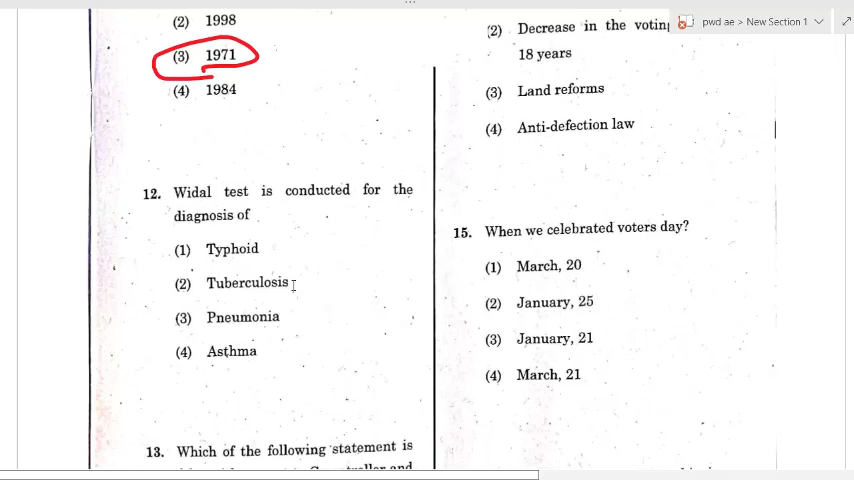 pwd ae > New Section 1
(2) 1998
(3) 1971
(4) 1984
12. Widal test is conducted for the
diagnosis of
(1) Typhoid
(2) Tuberculosis
(3) Pneumonia
(4) Asthma
13. Which of the following statement is
(2) Decrease in the voting
18 years
(3) Land reforms
(4) Anti-defection law
15. When we celebrated voters day?
(1) March, 20
(2) January, 25
(3) January, 21
(4) March, 21